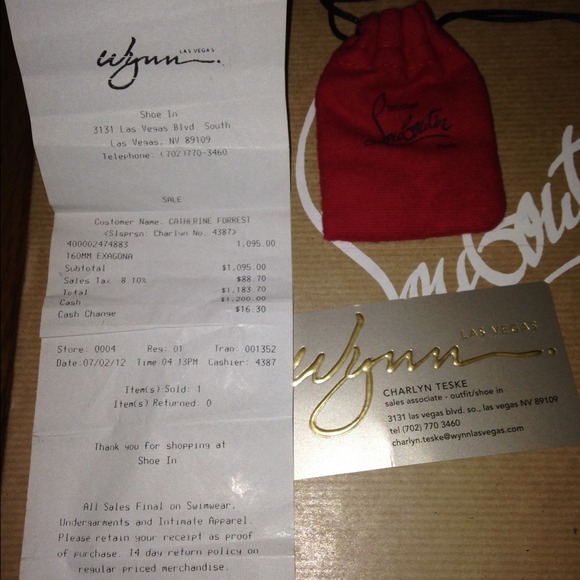 Wynn.
LAS VEGAS
Shoe In
3131 Las Vegas Blvd. South
Las Vegas, NV 89109
Telephone: (702)770-3460
SALE
Customer Name: CATHERINE FORREST
<Slsprsn: Charlyn No. 4387>
400002474883 1,095.00
160MM EXAGONA
Subtotal $1,095.00
Sales Tax 8.10% $88.70
Total $1,183.70
Cash $1,200.00
Cash Change $16.30
Store: 0004 Reg: 01 Tran: 001352
Date:07/02/12 Time:04:13PM Cashier: 4387
Item(s) Sold: 1
Item(s) Returned: 0
Thank you for shopping at
Shoe In
All Sales Final on Swimwear,
Undergarments and Intimate Apparel.
Please retain your receipt as proof
of purchase. 14 day return policy on
regular priced merchandise.
Louboutin
Wynn.
LAS VEGAS
CHARLYN TESKE
sales associate - outfit/shoe in
3131 las vegas blvd. so., las vegas NV 89109
tel (702) 770 3460
charlyn.teske@wynnlasvegas.com